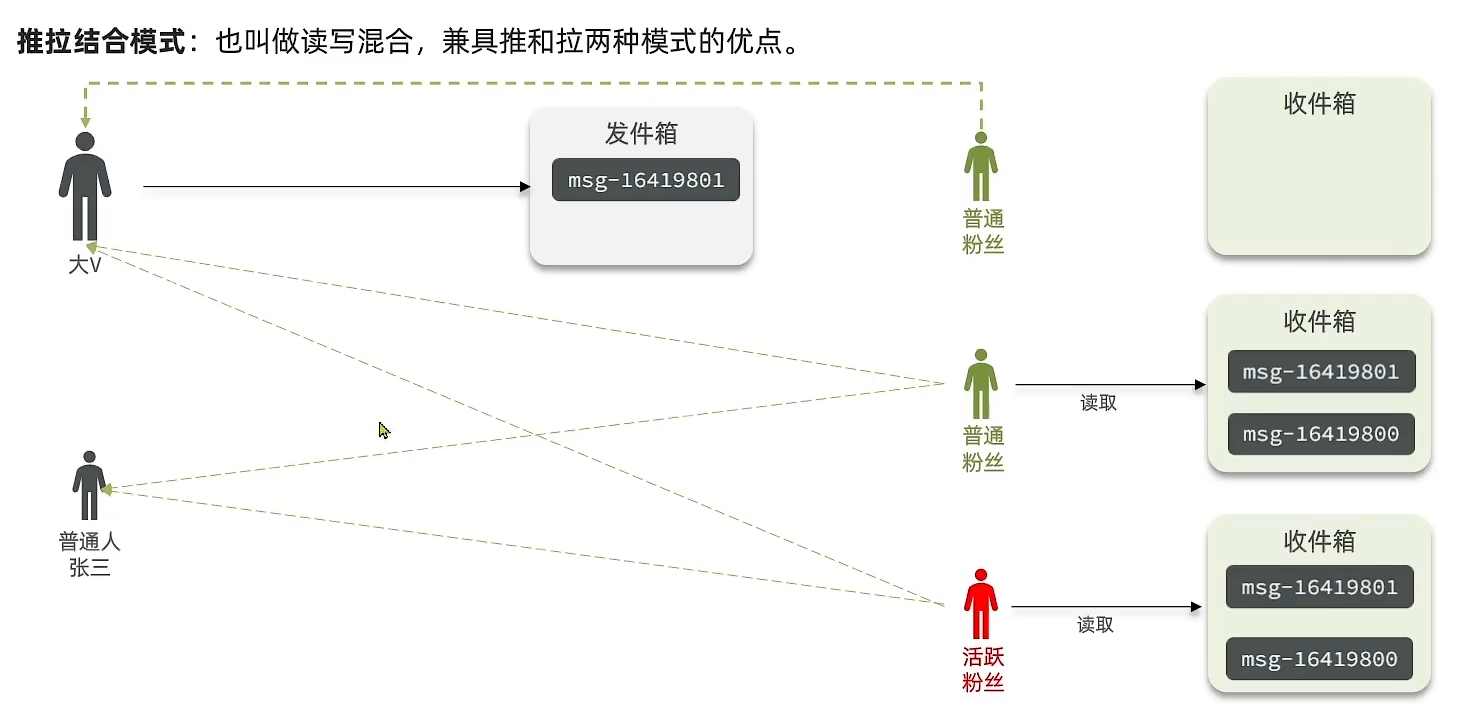 推拉结合模式：也叫做读写混合，兼具推和拉两种模式的优点。
收件箱
发件箱
msg-16419801
普通
粉丝
大V
收件箱
msg-16419801
读取
msg-16419800
普通
粉丝
普通人
张三
收件箱
msg-16419801
读取
msg-16419800
活跃
粉丝